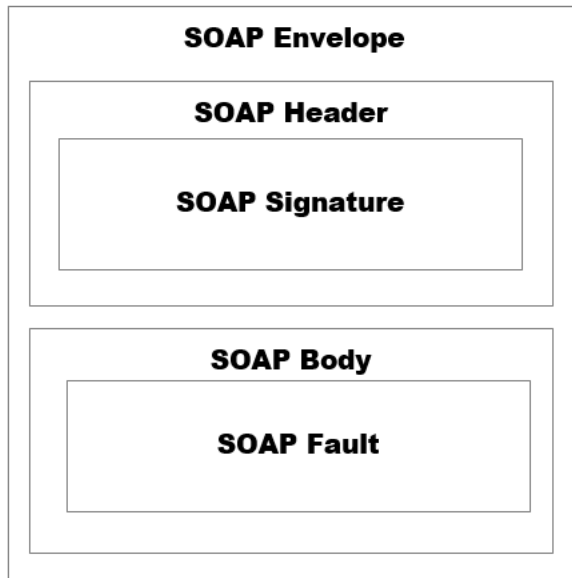 SOAP Envelope
SOAP Header
SOAP Signature
SOAP Body
SOAP Fault